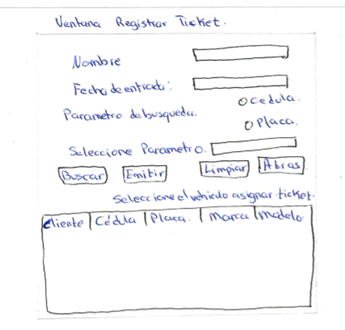 Ventana Registrar Ticket.
Nombre
Fecha de entrada:
Parametro de busqueda. Cedula.
Placa.
Seleccione Parametro.
Buscar Emitir Limpiar Atras
Seleccione el vehiculo asignar ticket.
Cliente Cédula Placa. Marca Modelo.